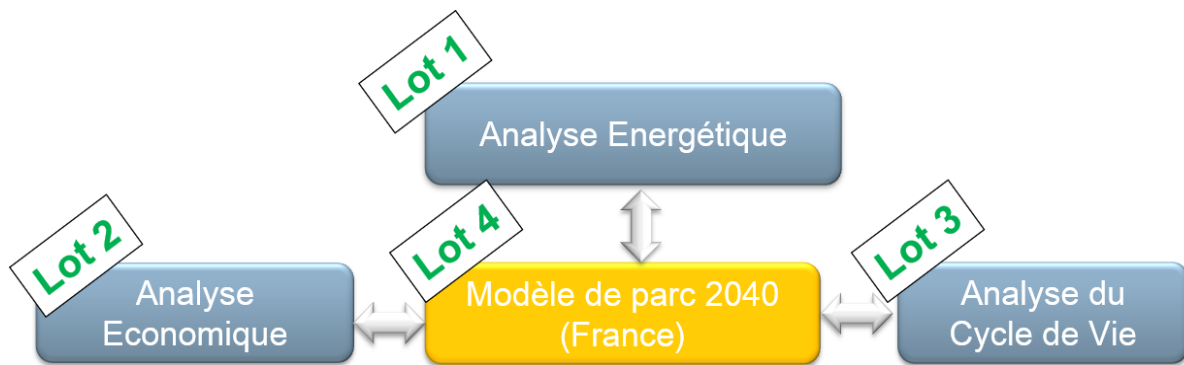 Lot 1
Analyse Energétique
Lot 2
Analyse
Economique
Lot 4
Modèle de parc 2040
(France)
Lot 3
Analyse du
Cycle de Vie